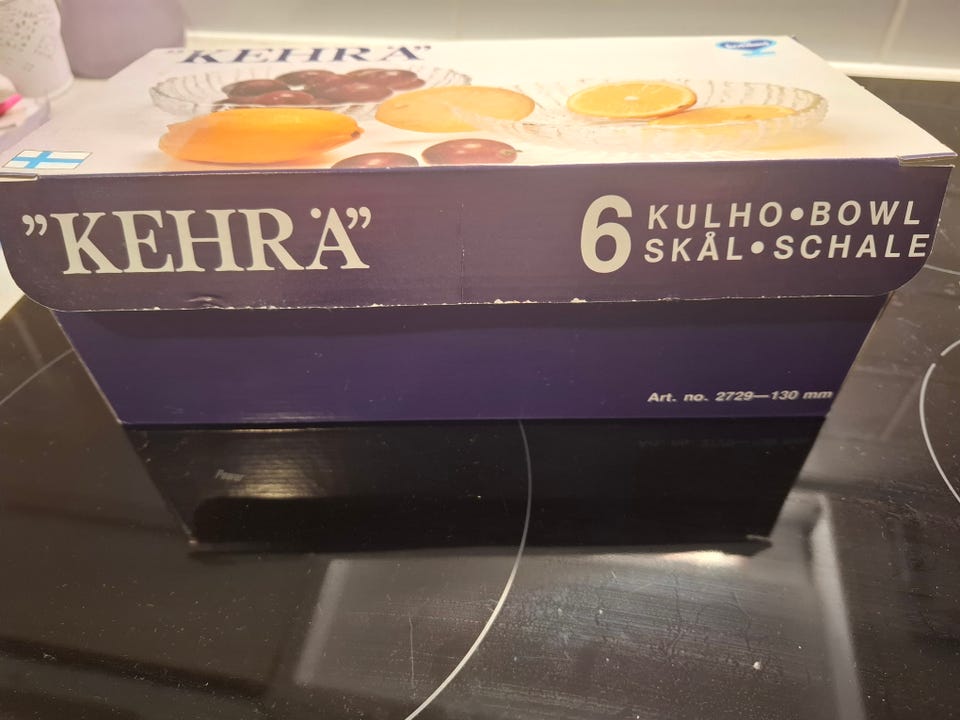 "KEHRÄ"
”KEHRÄ”
6 KULHO•BOWL
SKÅL•SCHALE
Art. no. 2729—130 mm